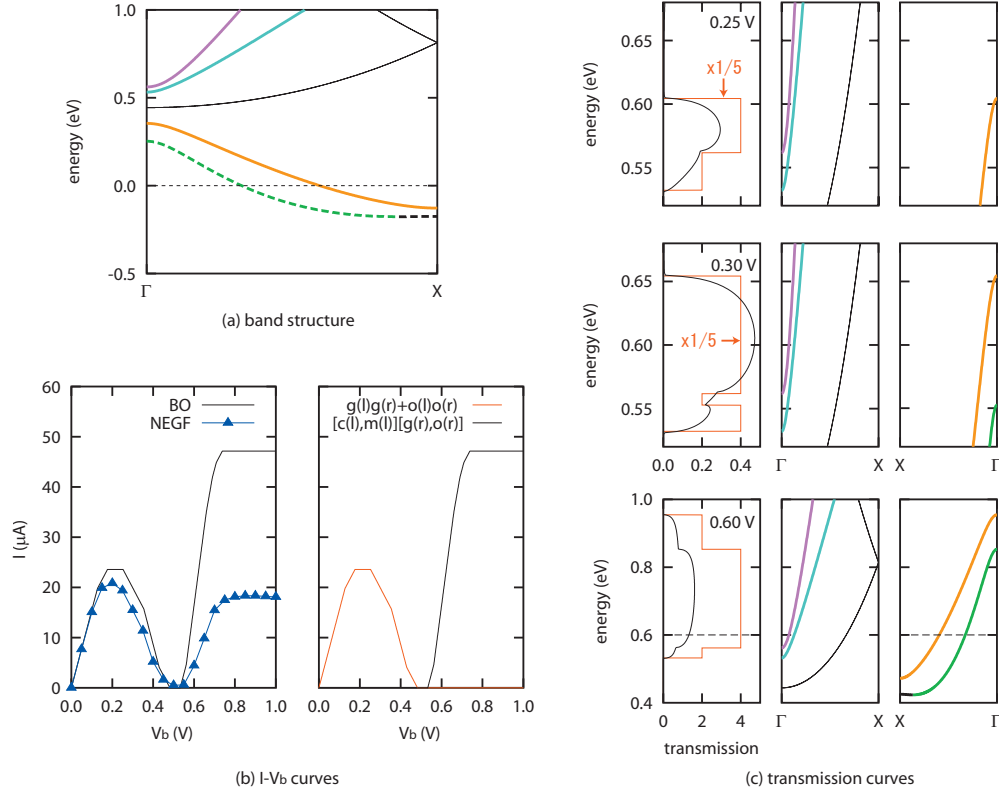 1.0
0.5
0.0
-0.5
energy (eV)
Γ
X
(a) band structure
60
50
40
30
20
10
0
I (μA)
BO
NEGF
0.0 0.2 0.4 0.6 0.8 1.0
Vb (V)
g(l)g(r)+o(l)o(r)
[c(l),m(l)][g(r),o(r)]
0.0 0.2 0.4 0.6 0.8 1.0
Vb (V)
(b) I-Vb curves
0.25 V
x1/5
0.65
0.60
0.55
energy (eV)
0.30 V
x1/5
0.65
0.60
0.55
energy (eV)
0.0 0.2 0.4
Γ X X Γ
0.60 V
1.0
0.8
0.6
0.4
energy (eV)
0 2 4
Γ X X Γ
transmission
(c) transmission curves